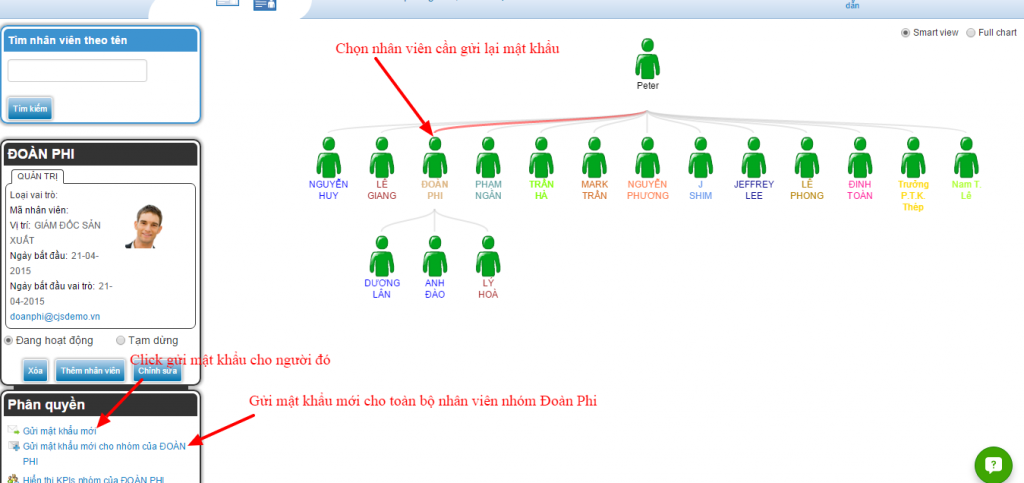 dẫn
Tìm nhân viên theo tên
Tìm kiếm
Smart view
Full chart
Chọn nhân viên cần gửi lại mật khẩu
Peter
NGUYỄN HUY
LÊ GIANG
ĐOÀN PHI
PHẠM NGÂN
TRẦN HÀ
MARK TRẦN
NGUYÊN PHƯƠNG
J SHIM
JEFFREY LEE
LÊ PHONG
ĐINH TOÀN
Trưởng P.T.K. Thép
Nam T. Lê
DƯƠNG LÂN
ANH ĐÀO
LÝ HOÀ
ĐOÀN PHI
QUẢN TRỊ
Loại vai trò:
Mã nhân viên:
Vị trí: GIÁM ĐỐC SẢN
XUẤT
Ngày bắt đầu: 21-04-
2015
Ngày bắt đầu vai trò: 21-
04-2015
doanphi@cjsdemo.vn
Đang hoạt động
Tạm dừng
Click gửi mật khẩu cho người đó
Xóa
Thêm nhân viên
Chỉnh sửa
Gửi mật khẩu mới cho toàn bộ nhân viên nhóm Đoàn Phi
Phân quyền
Gửi mật khẩu mới
Gửi mật khẩu mới cho nhóm của ĐOÀN
PHI
Hiển thị KPIs nhóm của ĐOÀN PHI